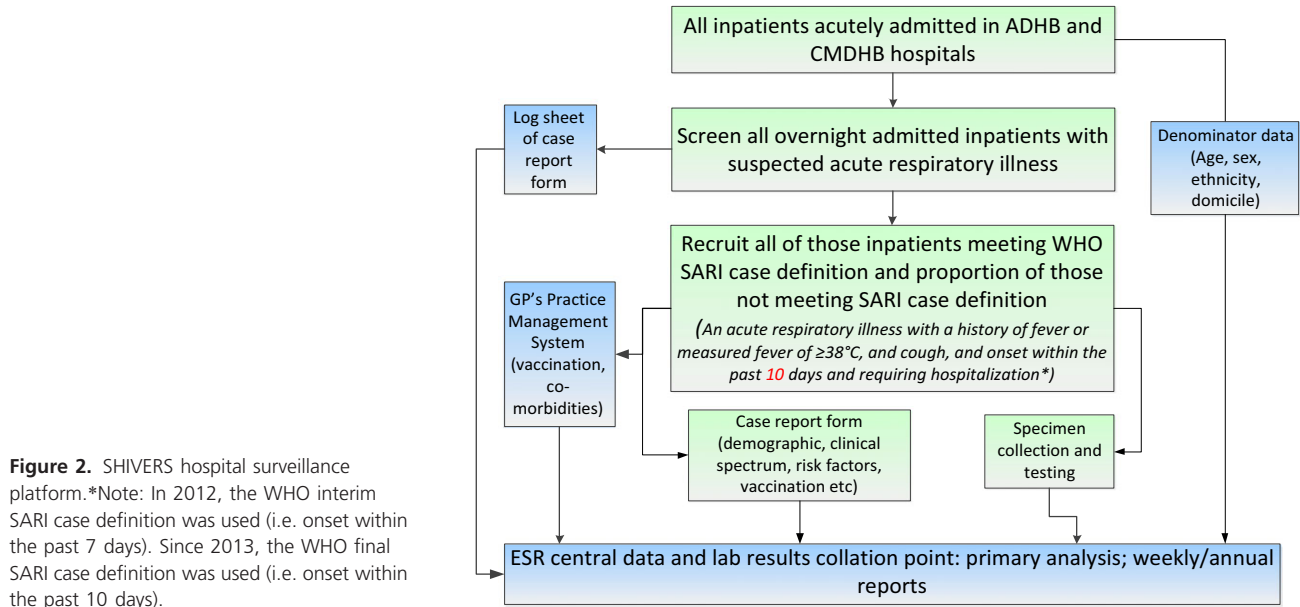 All inpatients acutely admitted in ADHB and
CMDHB hospitals
Log sheet
of case
report
form
Screen all overnight admitted inpatients with
suspected acute respiratory illness
Denominator data
(Age, sex,
ethnicity,
domicile)
Recruit all of those inpatients meeting WHO
SARI case definition and proportion of those
not meeting SARI case definition
(An acute respiratory illness with a history of fever or
measured fever of ≥38°C, and cough, and onset within the
past 10 days and requiring hospitalization*)
GP's Practice
Management
System
(vaccination,
co-
morbidities)
Case report form
(demographic, clinical
spectrum, risk factors,
vaccination etc)
Specimen
collection and
testing
ESR central data and lab results collation point: primary analysis; weekly/annual
reports
Figure 2. SHIVERS hospital surveillance
platform.*Note: In 2012, the WHO interim
SARI case definition was used (i.e. onset within
the past 7 days). Since 2013, the WHO final
SARI case definition was used (i.e. onset within
the past 10 days).